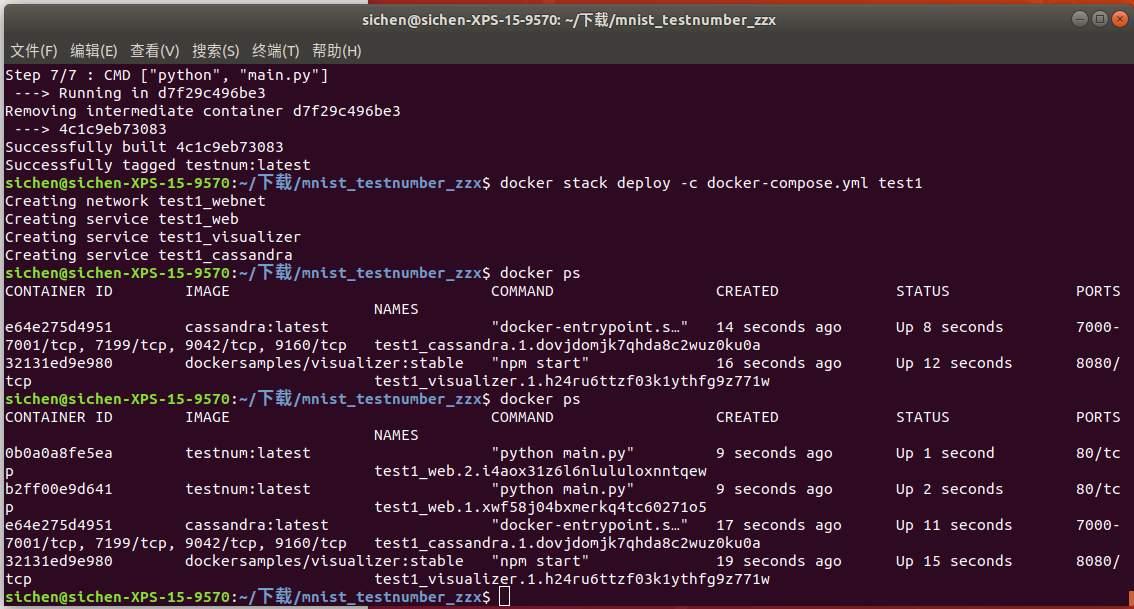 sichen@sichen-XPS-15-9570: ~/下载/mnist_testnumber_zzx
文件(F) 编辑(E) 查看(V) 搜索(S) 终端(T) 帮助(H)
Step 7/7 : CMD ["python", "main.py"]
 ---> Running in d7f29c496be3
Removing intermediate container d7f29c496be3
 ---> 4c1c9eb73083
Successfully built 4c1c9eb73083
Successfully tagged testnum:latest
sichen@sichen-XPS-15-9570:~/下载/mnist_testnumber_zzx$ docker stack deploy -c docker-compose.yml test1
Creating network test1_webnet
Creating service test1_web
Creating service test1_visualizer
Creating service test1_cassandra
sichen@sichen-XPS-15-9570:~/下载/mnist_testnumber_zzx$ docker ps
CONTAINER ID        IMAGE                             COMMAND                  CREATED             STATUS              PORTS
                                         NAMES
e64e275d4951        cassandra:latest                  "docker-entrypoint.s…"   14 seconds ago      Up 8 seconds        7000-
7001/tcp, 7199/tcp, 9042/tcp, 9160/tcp   test1_cassandra.1.dovjdomjk7qhda8c2wuz0ku0a
32131ed9e980        dockersamples/visualizer:stable   "npm start"              16 seconds ago      Up 12 seconds       8080/
tcp                                      test1_visualizer.1.h24ru6ttzf03k1ythfg9z771w
sichen@sichen-XPS-15-9570:~/下载/mnist_testnumber_zzx$ docker ps
CONTAINER ID        IMAGE                             COMMAND                  CREATED             STATUS              PORTS
                                         NAMES
0b0a0a8fe5ea        testnum:latest                    "python main.py"         9 seconds ago       Up 1 second         80/tc
p                                        test1_web.2.i4aox31z6l6nlululoxnntqew
b2ff00e9d641        testnum:latest                    "python main.py"         9 seconds ago       Up 2 seconds        80/tc
p                                        test1_web.1.xwf58j04bxmerkq4tc60271o5
e64e275d4951        cassandra:latest                  "docker-entrypoint.s…"   17 seconds ago      Up 11 seconds       7000-
7001/tcp, 7199/tcp, 9042/tcp, 9160/tcp   test1_cassandra.1.dovjdomjk7qhda8c2wuz0ku0a
32131ed9e980        dockersamples/visualizer:stable   "npm start"              19 seconds ago      Up 15 seconds       8080/
tcp                                      test1_visualizer.1.h24ru6ttzf03k1ythfg9z771w
sichen@sichen-XPS-15-9570:~/下载/mnist_testnumber_zzx$